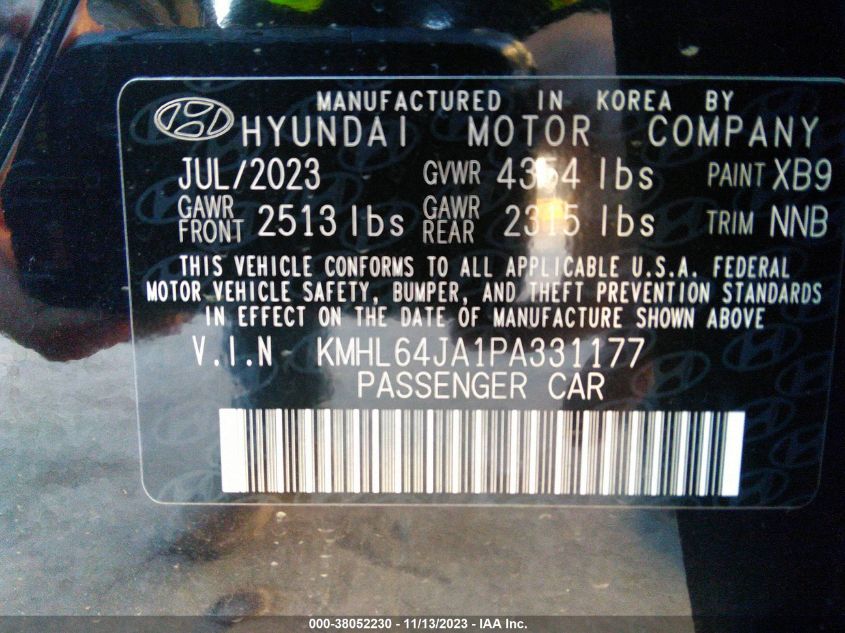 MANUFACTURED IN KOREA BY
HYUNDAI MOTOR COMPANY
JUL/2023 GVWR 4354 lbs PAINT XB9
GAWR FRONT 2513 lbs GAWR REAR 2315 lbs TRIM NNB
THIS VEHICLE CONFORMS TO ALL APPLICABLE U.S.A. FEDERAL
MOTOR VEHICLE SAFETY, BUMPER, AND THEFT PREVENTION STANDARDS
IN EFFECT ON THE DATE OF MANUFACTURE SHOWN ABOVE
V.I.N KMHL64JA1PA331177
PASSENGER CAR
000-38052230 - 11/13/2023 - IAA Inc.